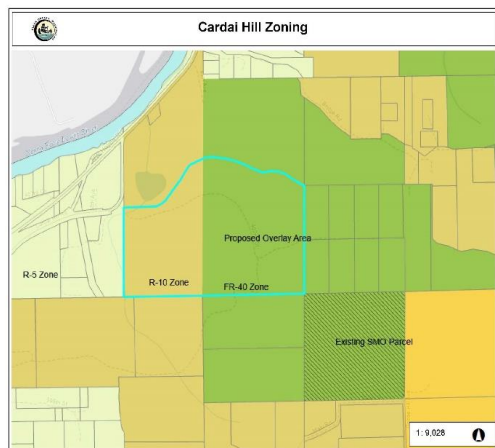 Cardai Hill Zoning
Proposed Overlay Area
R-5 Zone
R-10 Zone
FR-40 Zone
Existing SMO Parcel
1: 9,028